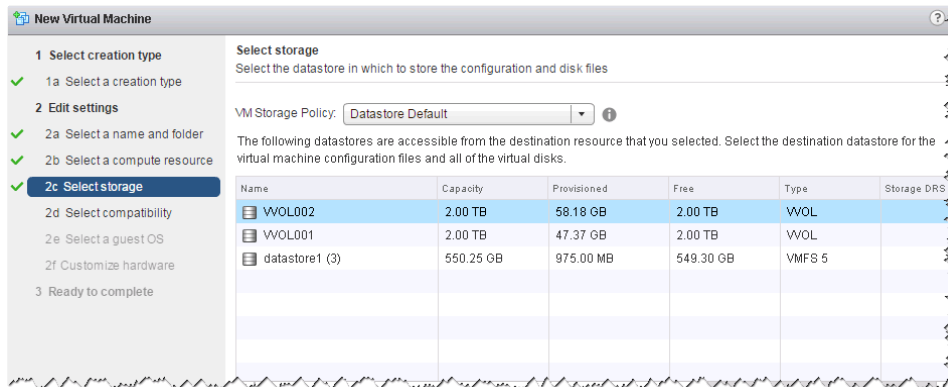 New Virtual Machine
?
1 Select creation type
1a Select a creation type
2 Edit settings
2a Select a name and folder
2b Select a compute resource
2c Select storage
2d Select compatibility
2e Select a guest OS
2f Customize hardware
3 Ready to complete
Select storage
Select the datastore in which to store the configuration and disk files
VM Storage Policy: Datastore Default
The following datastores are accessible from the destination resource that you selected. Select the destination datastore for the
virtual machine configuration files and all of the virtual disks.
Name Capacity Provisioned Free Type Storage DRS
VVOL002 2.00 TB 58.18 GB 2.00 TB VVOL
VVOL001 2.00 TB 47.37 GB 2.00 TB VVOL
datastore1 (3) 550.25 GB 975.00 MB 549.30 GB VMFS 5